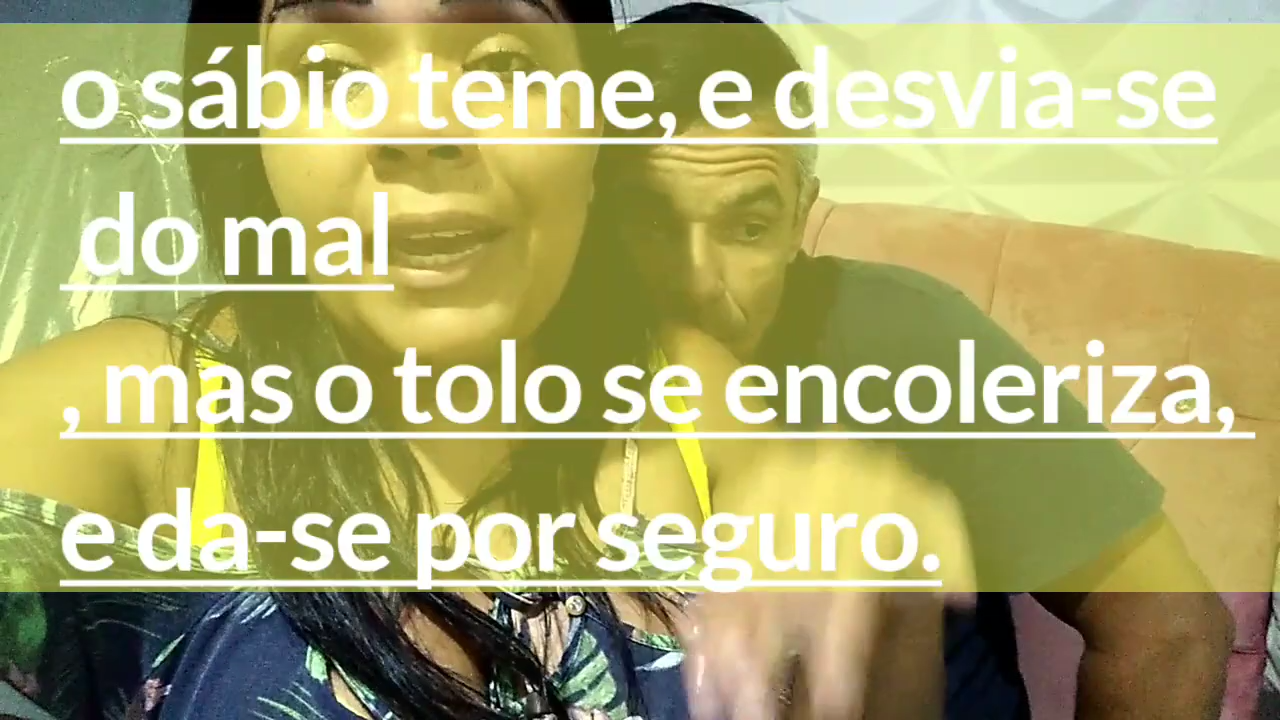 o sábio teme, e desvia-se
do mal
, mas o tolo se encoleriza,
e da-se por seguro.